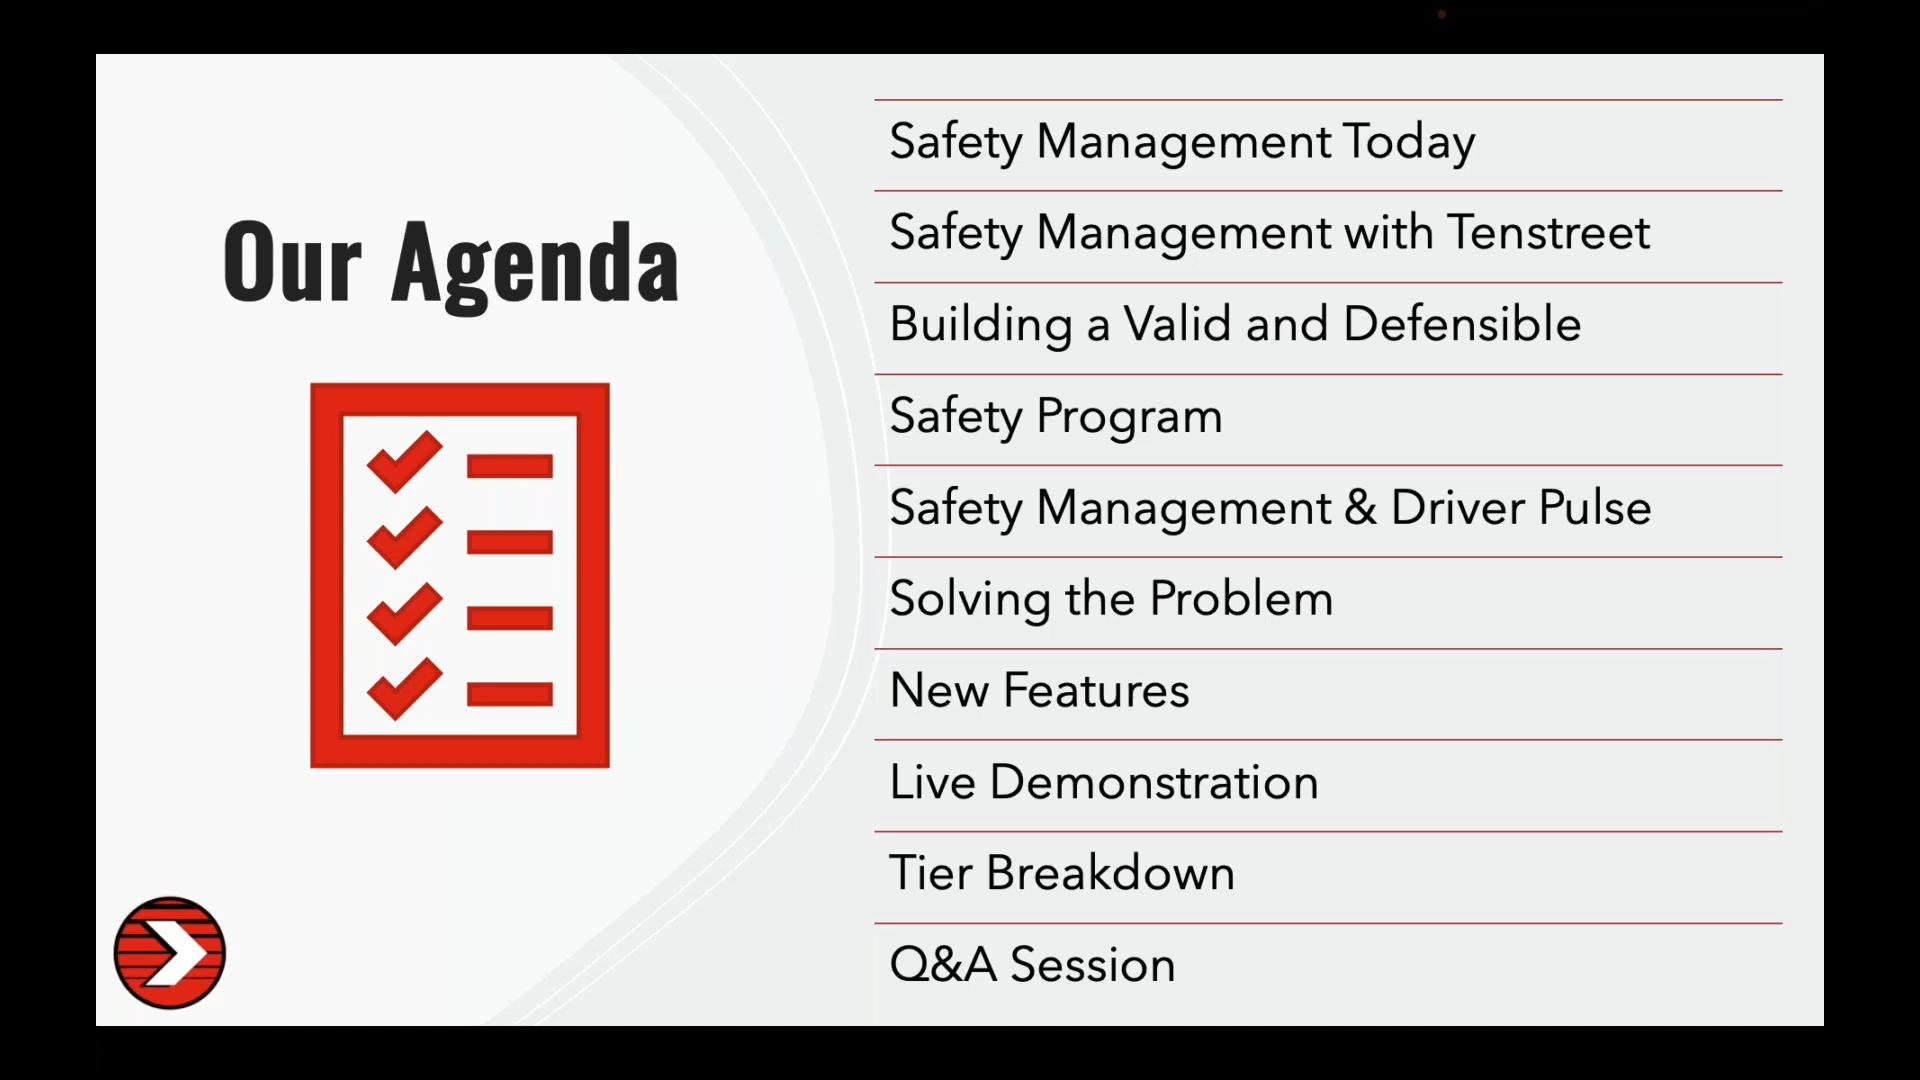 Our Agenda
Safety Management Today
Safety Management with Tenstreet
Building a Valid and Defensible
Safety Program
Safety Management & Driver Pulse
Solving the Problem
New Features
Live Demonstration
Tier Breakdown
Q&A Session